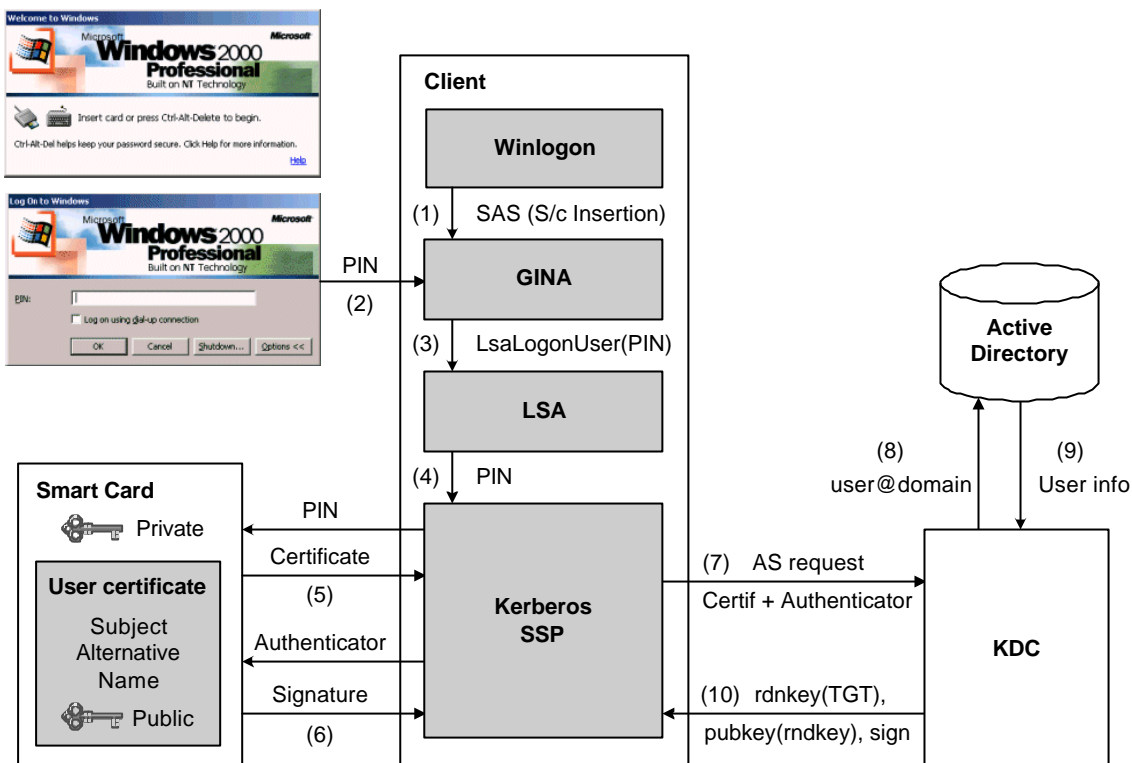 Welcome to Windows
Microsoft
Microsoft
Windows 2000
Professional
Built on NT Technology
Insert card or press Ctrl-Alt-Delete to begin.
Ctrl-Alt-Del helps keep your password secure. Click Help for more information.
Help
Log On to Windows
Microsoft
Microsoft
Windows 2000
Professional
Built on NT Technology
PIN:
Log on using dial-up connection
OK
Cancel
Shutdown...
Options <<
PIN
(2)
Client
Winlogon
(1) SAS (S/c Insertion)
GINA
(3) LsaLogonUser(PIN)
LSA
(4) PIN
Kerberos
SSP
Smart Card
Private
User certificate
Subject
Alternative
Name
Public
PIN
Certificate
(5)
Authenticator
Signature
(6)
(7) AS request
Certif + Authenticator
(10) rdnkey(TGT),
pubkey(rndkey), sign
Active
Directory
(8)
user@domain
(9)
User info
KDC